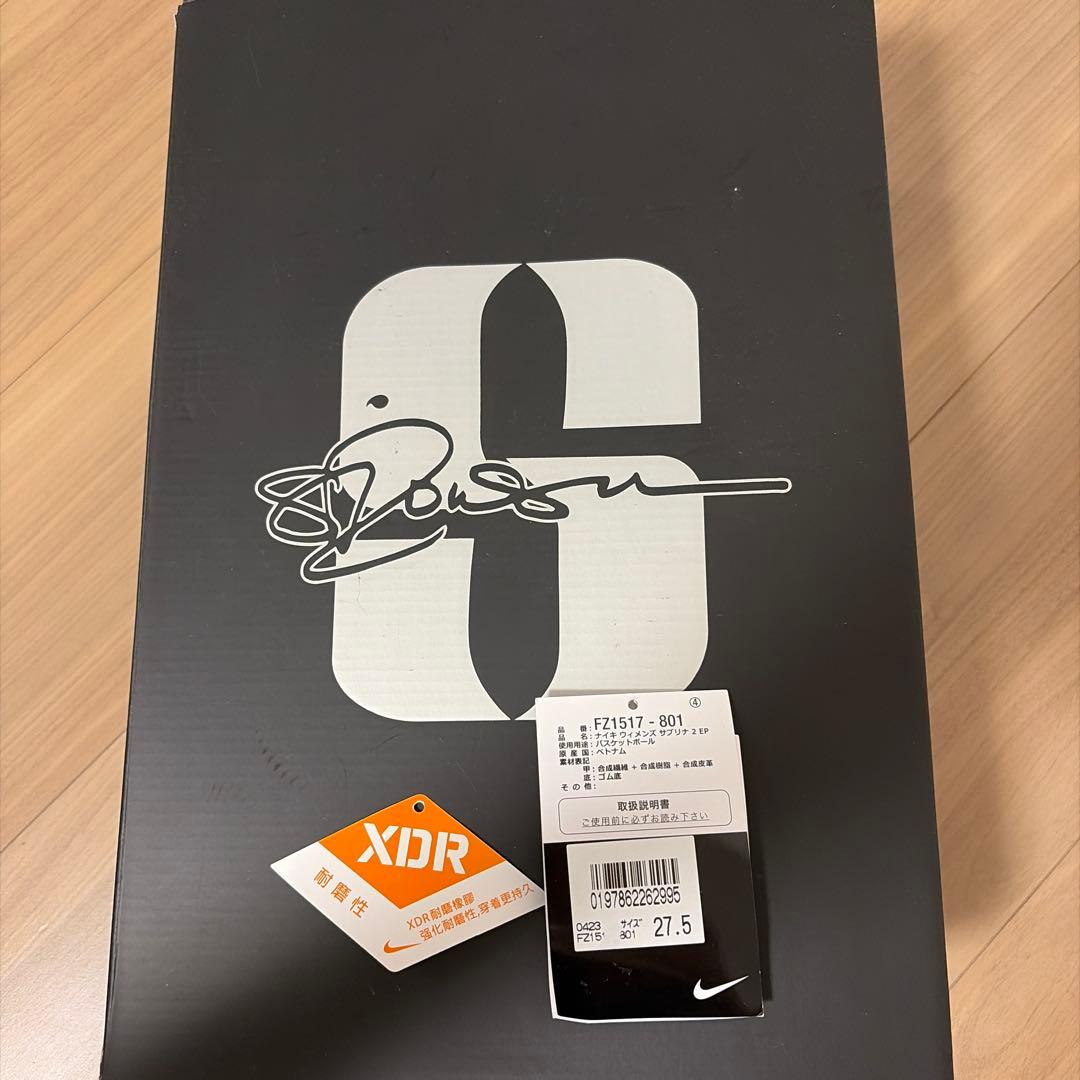 ④
品 番: FZ1517 - 801
品 名: ナイキ ウィメンズ サブリナ 2 EP
使用用途: バスケットボール
原 産 国: ベトナム
素材表記
甲: 合成繊維 + 合成樹脂 + 合成皮革
底: ゴム底
そ の 他:
取扱説明書
ご使用前に必ずお読み下さい
0197862262995
0423 サイズ 27.5
FZ151 801
XDR
耐磨性
XDR耐磨橡膠
强化耐磨性,穿着更持久